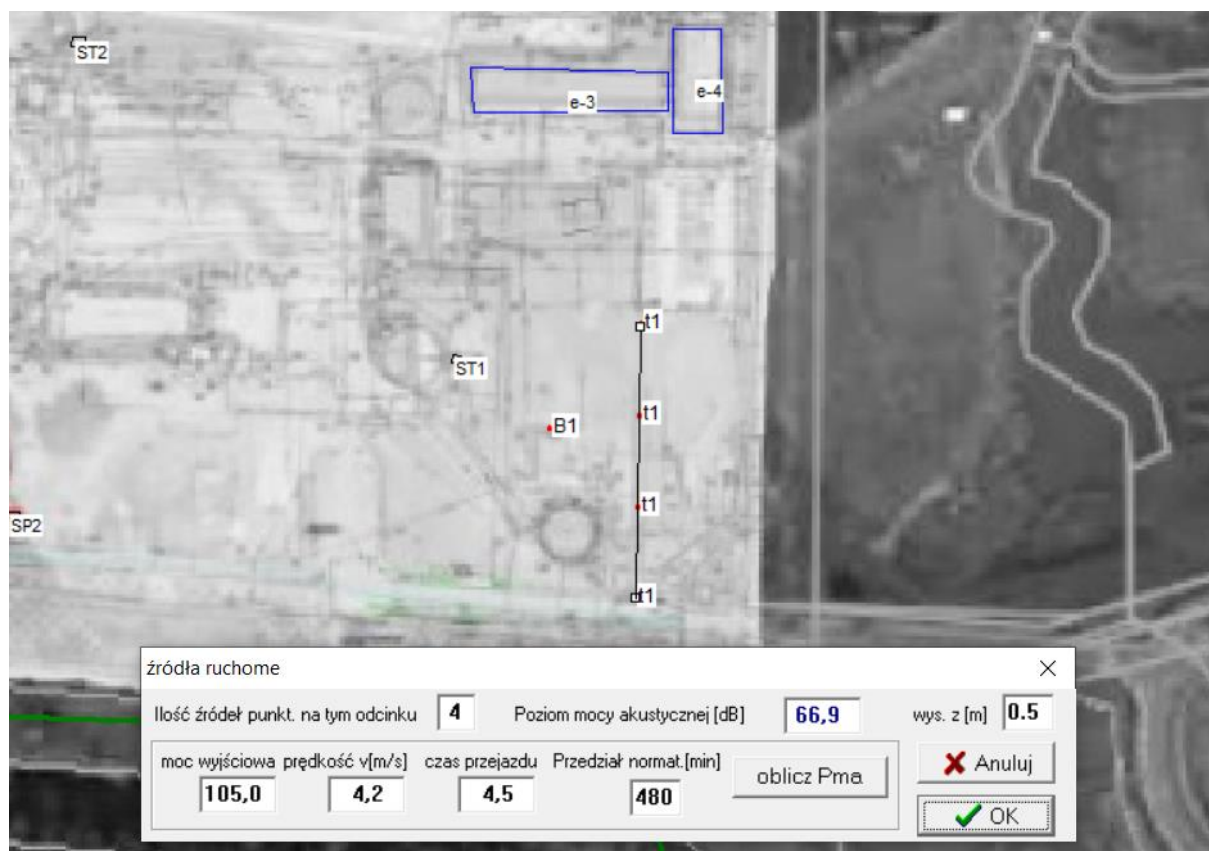 ST2
e-3
e-4
t1
ST1
t1
B1
t1
SP2
t1
źródła ruchome
Ilość źródeł punkt. na tym odcinku 4 Poziom mocy akustycznej [dB] 66,9 wys. z [m] 0.5
moc wyjściowa prędkość v[m/s] czas przejazdu Przedział normat.[min] oblicz Pma Anuluj
105,0 4,2 4,5 480
OK